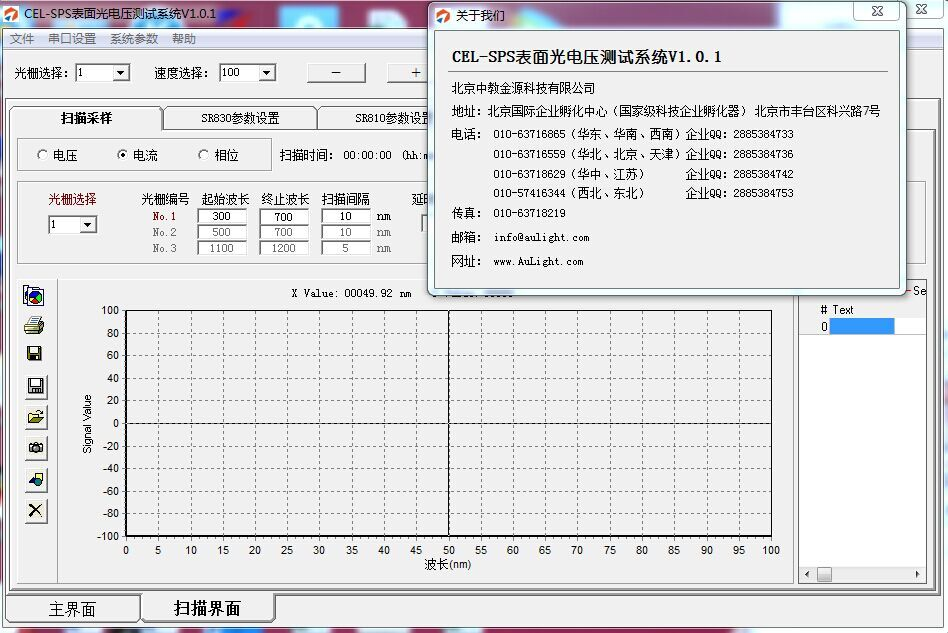 CEL-SPS表面光电压测试系统V1.0.1
文件 串口设置 系统参数 帮助
光栅选择: 1 速度选择: 100 − +
扫描采样 SR830参数设置 SR810参数设
电压 电流 相位 扫描时间: 00:00:00 (hh:m
光栅选择 光栅编号 起始波长 终止波长 扫描间隔 延
1 No.1 300 700 10 nm
No.2 500 700 10 nm
No.3 1100 1200 5 nm
关于我们
CEL-SPS表面光电压测试系统V1.0.1
北京中教金源科技有限公司
地址: 北京国际企业孵化中心（国家级科技企业孵化器） 北京市丰台区科兴路7号
电话: 010-63716865（华东、华南、西南）企业QQ: 2885384733
010-63716559（华北、北京、天津）企业QQ: 2885384736
010-63718629（华中、江苏） 企业QQ: 2885384742
010-57416344（西北、东北） 企业QQ: 2885384753
传真: 010-63718219
邮箱: info@aulight.com
网址: www.AuLight.com
X Value: 00049.92 nm
Se
# Text
0
Signal Value
100
80
60
40
20
0
-20
-40
-60
-80
-100
0 5 10 15 20 25 30 35 40 45 50 55 60 65 70 75 80 85 90 95 100
波长(nm)
主界面 扫描界面